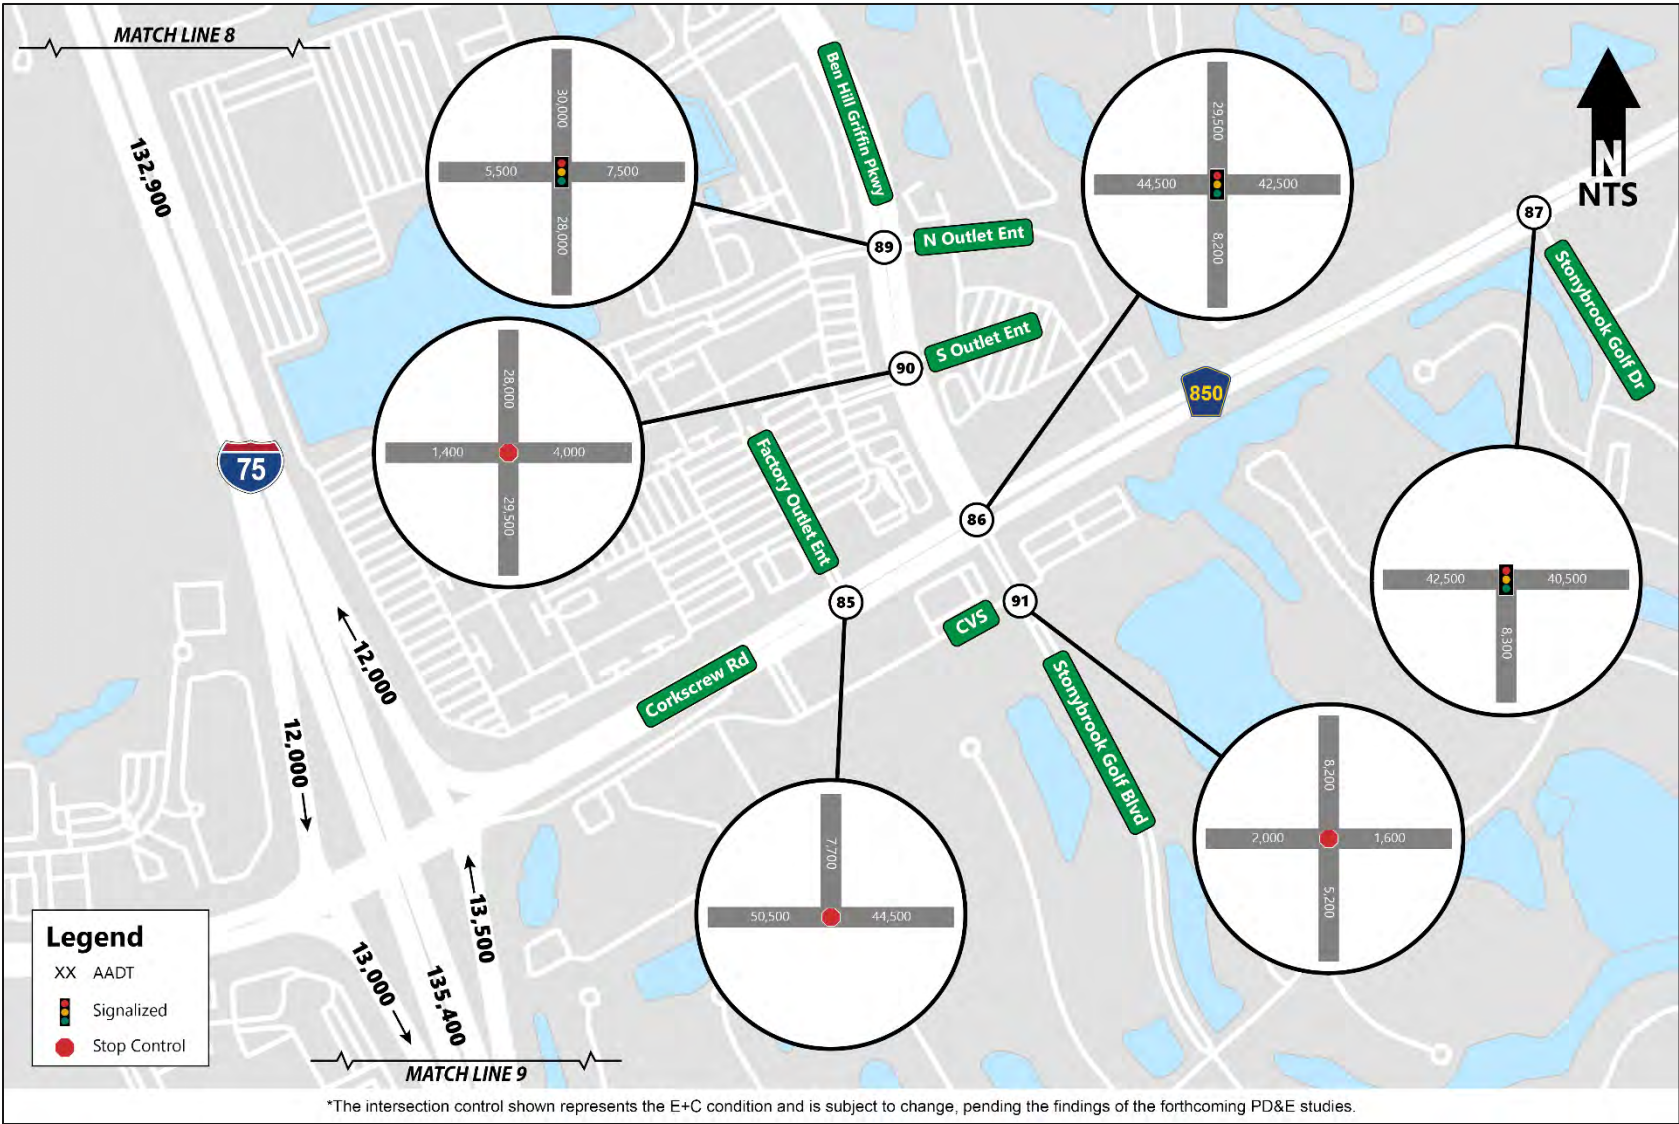 MATCH LINE 8
132,900
30,000
5,500
7,500
28,000
Ben Hill Griffin Pkwy
29,500
44,500
42,500
8,200
N
NTS
87
89
N Outlet Ent
Stonybrook Golf Dr
28,000
1,400
4,000
29,500
90
S Outlet Ent
850
75
Factory Outlet Ent
86
42,500
40,500
8,300
85
CVS
91
12,000
Corkscrew Rd
Stonybrook Golf Blvd
12,000
7,700
50,500
44,500
8,200
2,000
1,600
5,200
13,500
13,000
135,400
Legend
XX AADT
Signalized
Stop Control
MATCH LINE 9
*The intersection control shown represents the E+C condition and is subject to change, pending the findings of the forthcoming PD&E studies.